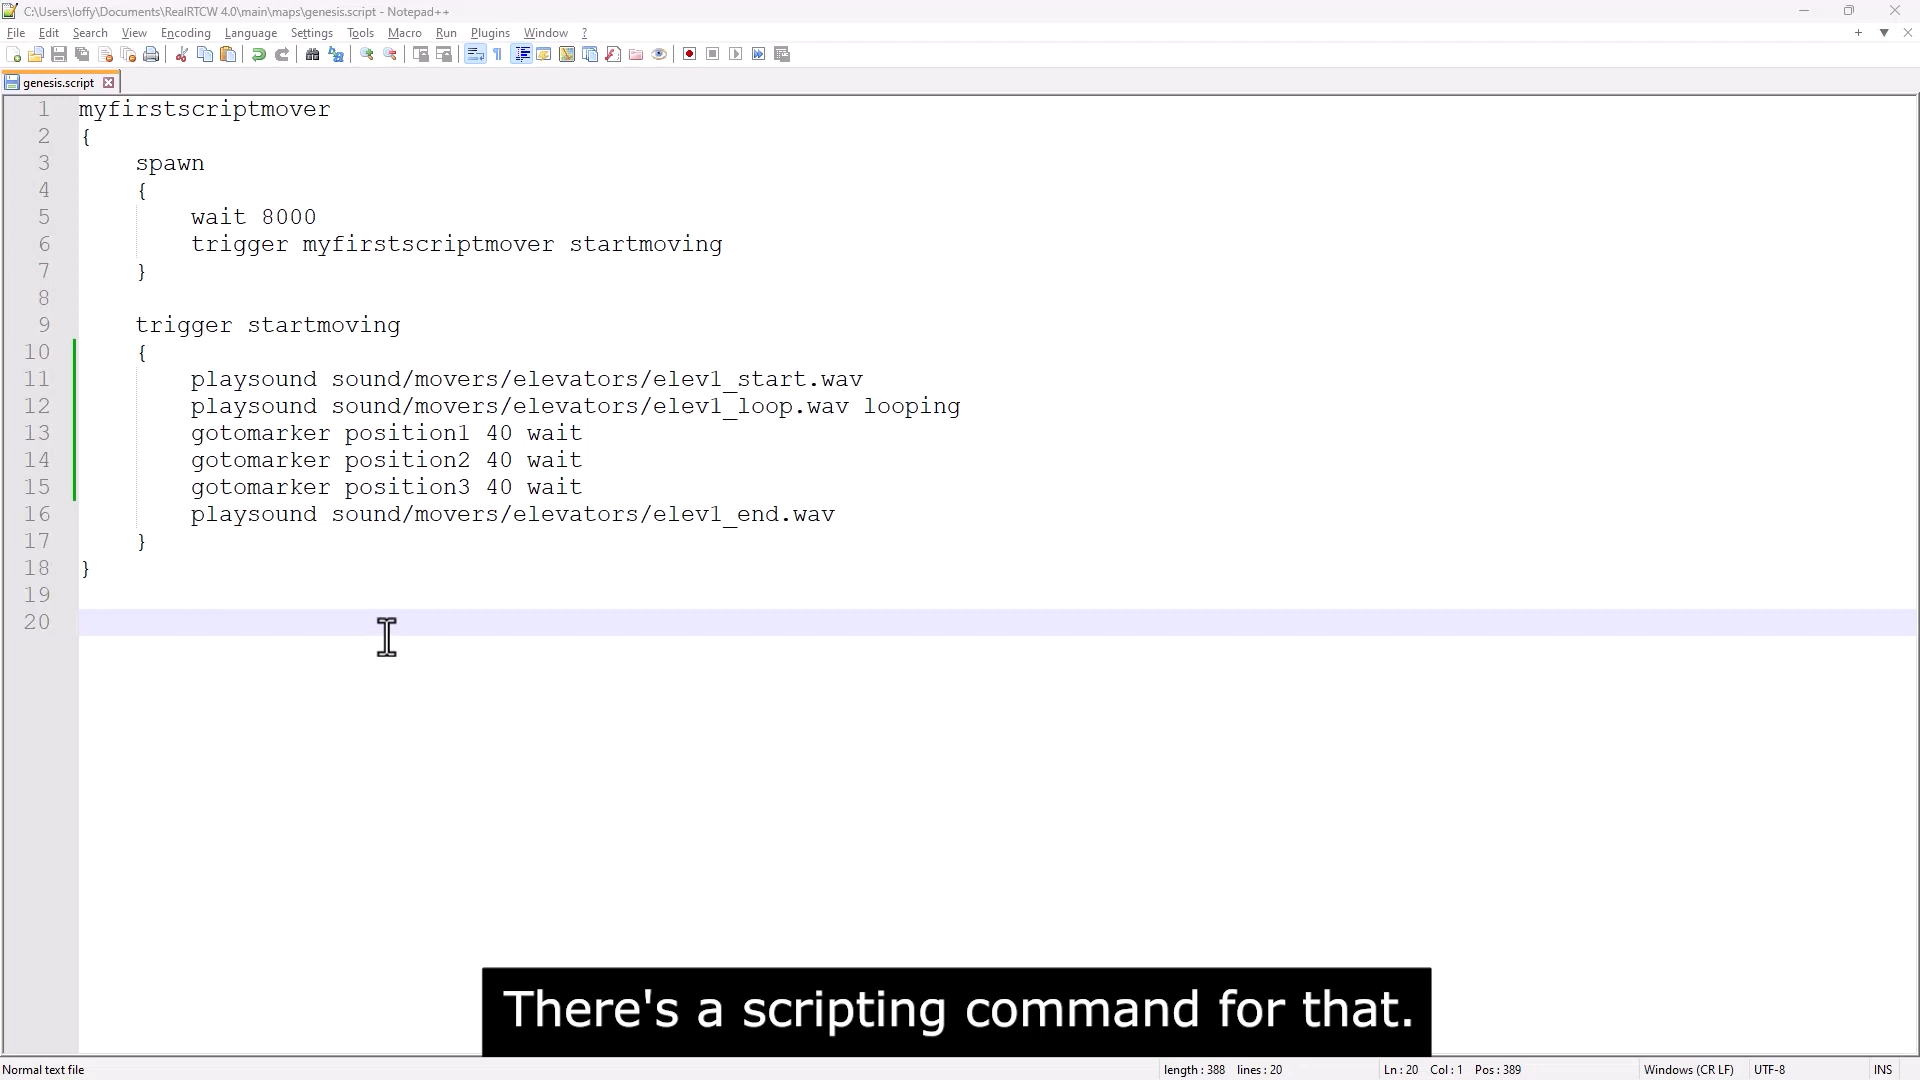 C:\Users\loffy\Documents\RealRTCW 4.0\main\maps\genesis.script - Notepad++
File Edit Search View Encoding Language Settings Tools Macro Run Plugins Window ?
genesis.script
1 myfirstscriptmover
2 {
3 spawn
4 {
5 wait 8000
6 trigger myfirstscriptmover startmoving
7 }
8
9 trigger startmoving
10 {
11 playsound sound/movers/elevators/elev1_start.wav
12 playsound sound/movers/elevators/elev1_loop.wav looping
13 gotomarker position1 40 wait
14 gotomarker position2 40 wait
15 gotomarker position3 40 wait
16 playsound sound/movers/elevators/elev1_end.wav
17 }
18 }
19
20
There's a scripting command for that.
Normal text file length : 388 lines : 20 Ln : 20 Col : 1 Pos : 389 Windows (CR LF) UTF-8 INS